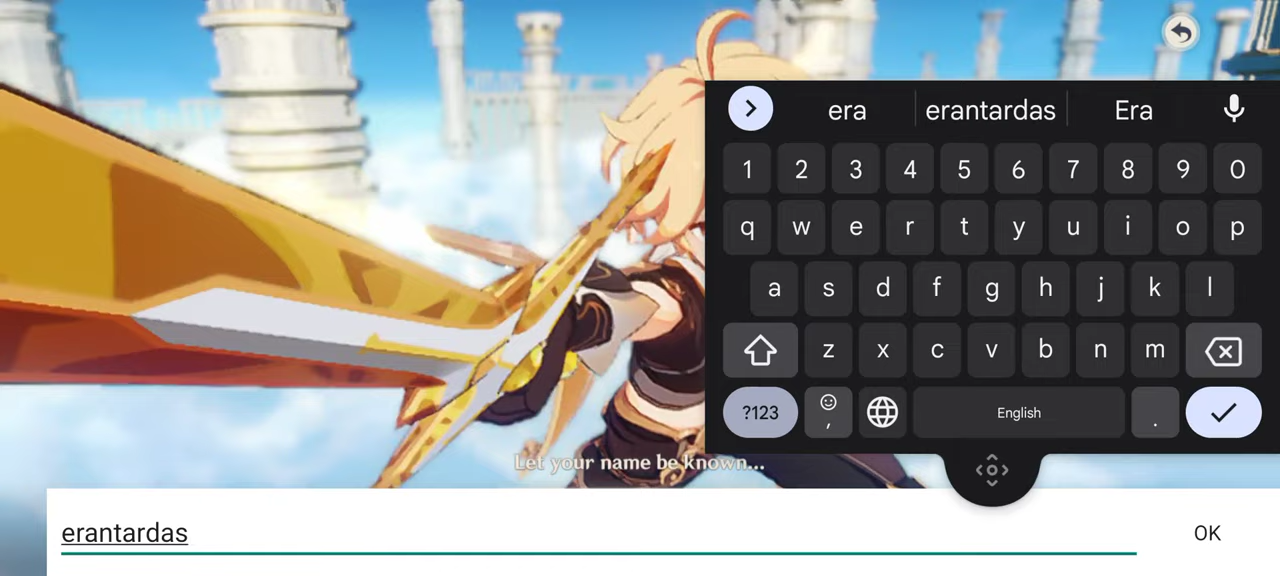 era erantardas Era
1 2 3 4 5 6 7 8 9 0
q w e r t y u i o p
a s d f g h j k l
z x c v b n m
?123 , English .
Let your name be known...
erantardas OK